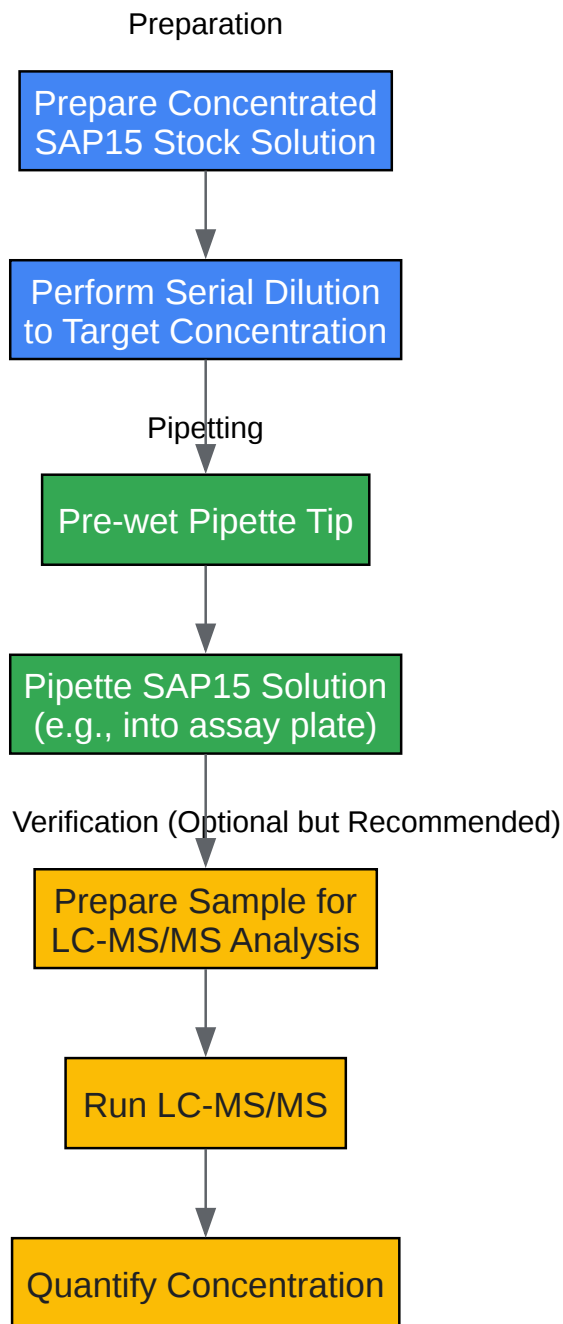 Preparation
Prepare Concentrated
SAP15 Stock Solution
Perform Serial Dilution
to Target Concentration
Pipetting
Pre-wet Pipette Tip
Pipette SAP15 Solution
(e.g., into assay plate)
Verification (Optional but Recommended)
Prepare Sample for
LC-MS/MS Analysis
Run LC-MS/MS
Quantify Concentration